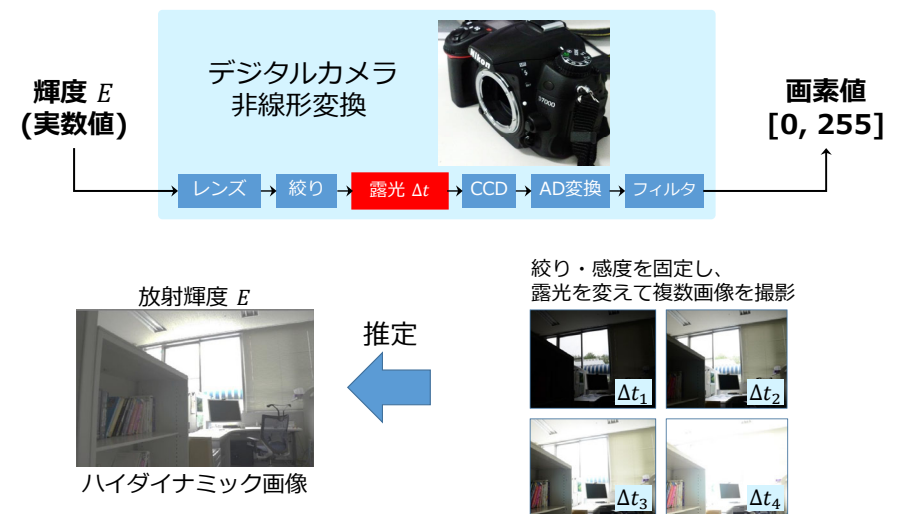 デジタルカメラ
非線形変換
Nikon
D7000
輝度 E
(実数値)
画素値
[0, 255]
レンズ
絞り
露光 Δt
CCD
AD変換
フィルタ
絞り・感度を固定し、
露光を変えて複数画像を撮影
放射輝度 E
推定
Δt₁
Δt₂
Δt₃
Δt₄
ハイダイナミック画像